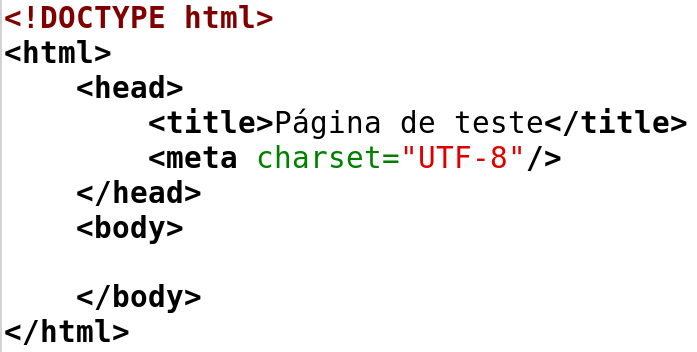 <!DOCTYPE html>
<html>
    <head>
        <title>Página de teste</title>
        <meta charset="UTF-8"/>
    </head>
    <body>

    </body>
</html>